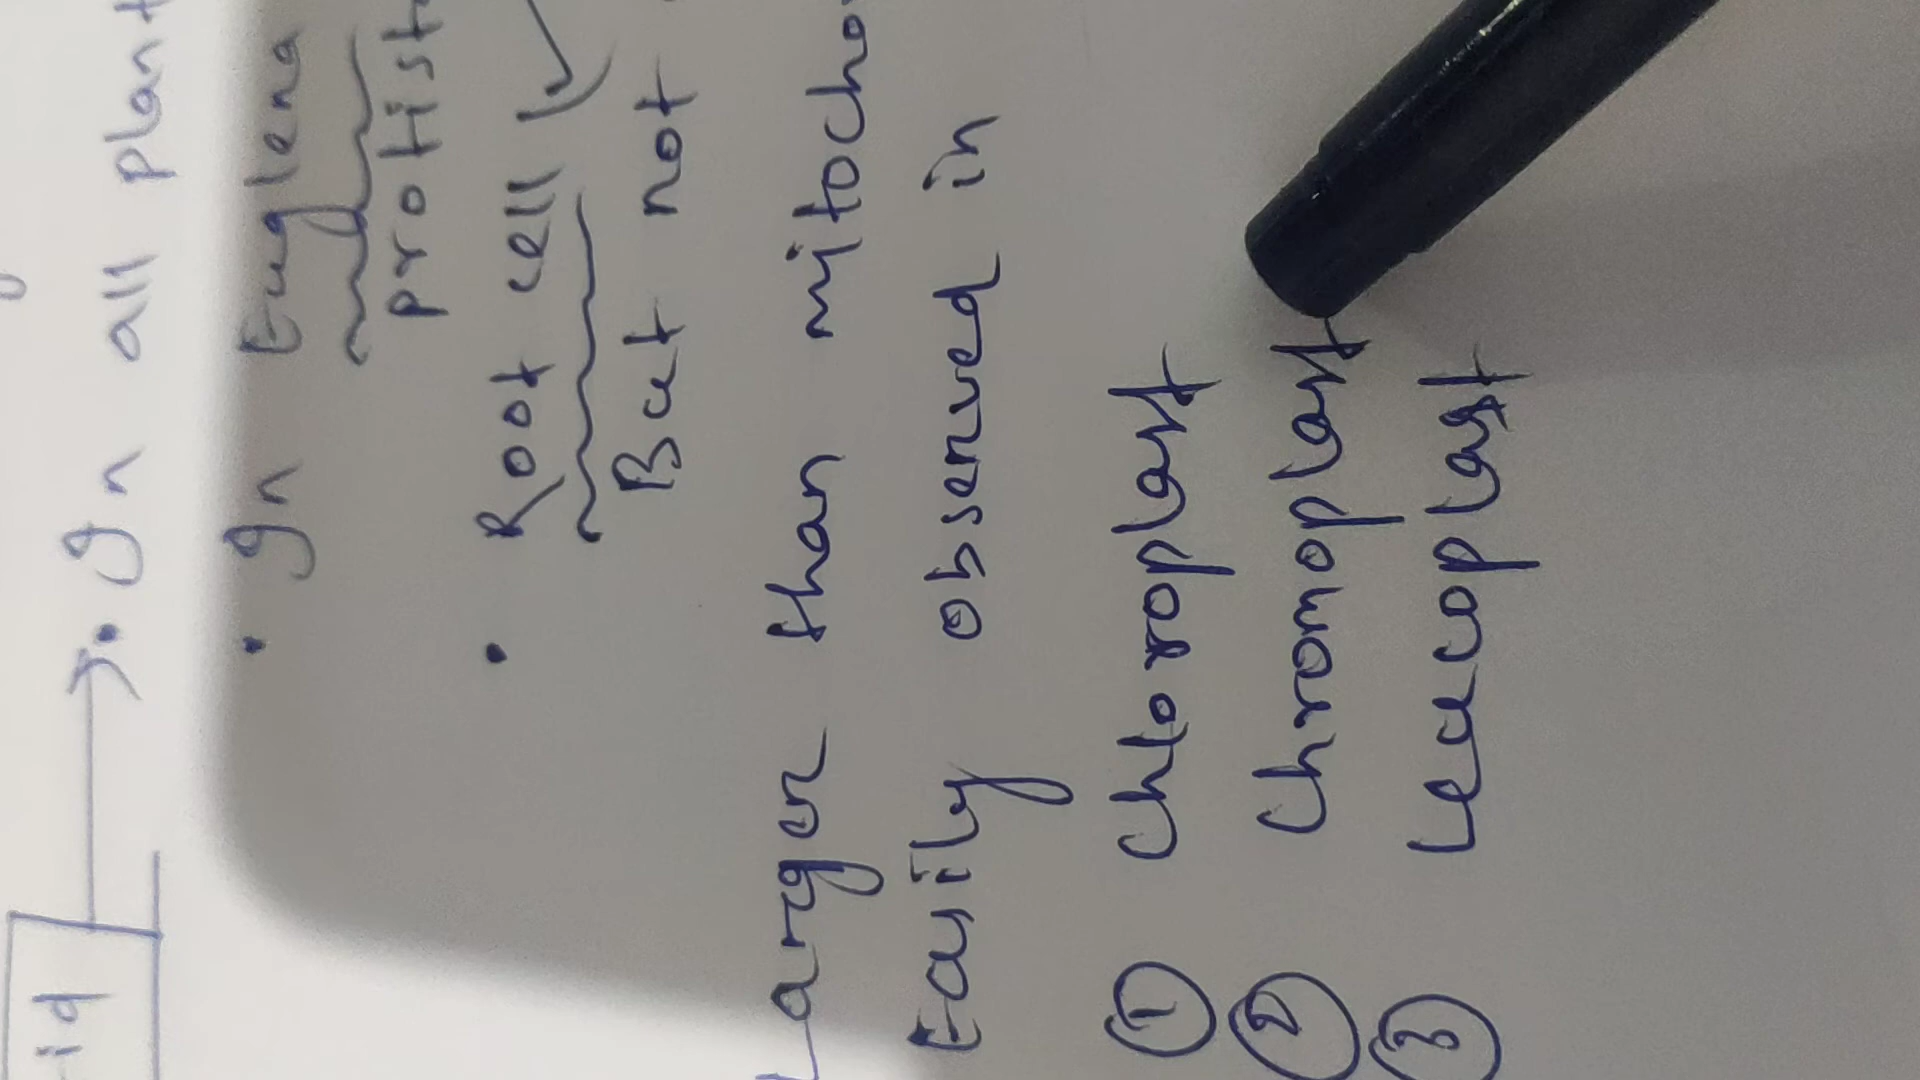 . In all plant
. In Euglena
protist
. Root cell
But not
Larger than mitocho
Easily observed in
① Chloroplast
② Chromoplast
③ Leucoplast